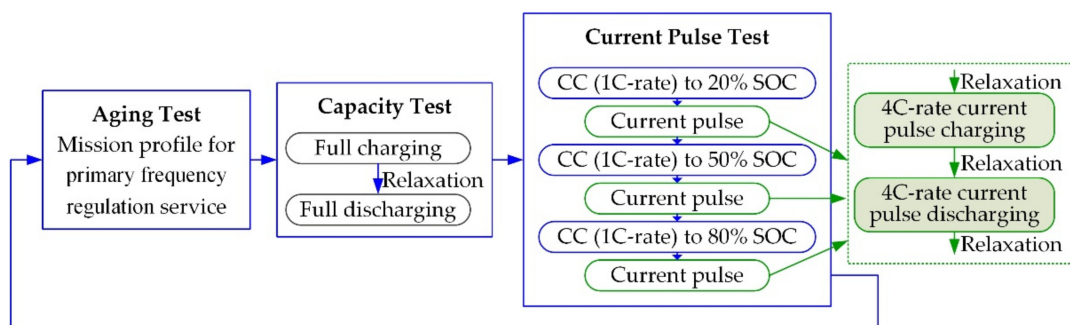 Aging Test
Mission profile for
primary frequency
regulation service
Capacity Test
Full charging
Relaxation
Full discharging
Current Pulse Test
CC (1C-rate) to 20% SOC
Current pulse
CC (1C-rate) to 50% SOC
Current pulse
CC (1C-rate) to 80% SOC
Current pulse
Relaxation
4C-rate current
pulse charging
Relaxation
4C-rate current
pulse discharging
Relaxation